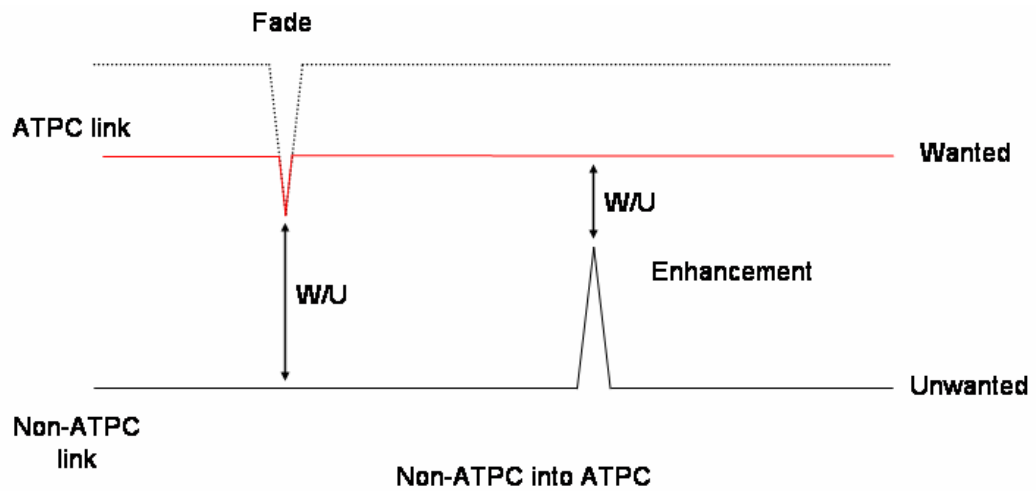 Fade
ATPC link
Wanted
W/U
Enhancement
W/U
Unwanted
Non-ATPC
link
Non-ATPC into ATPC